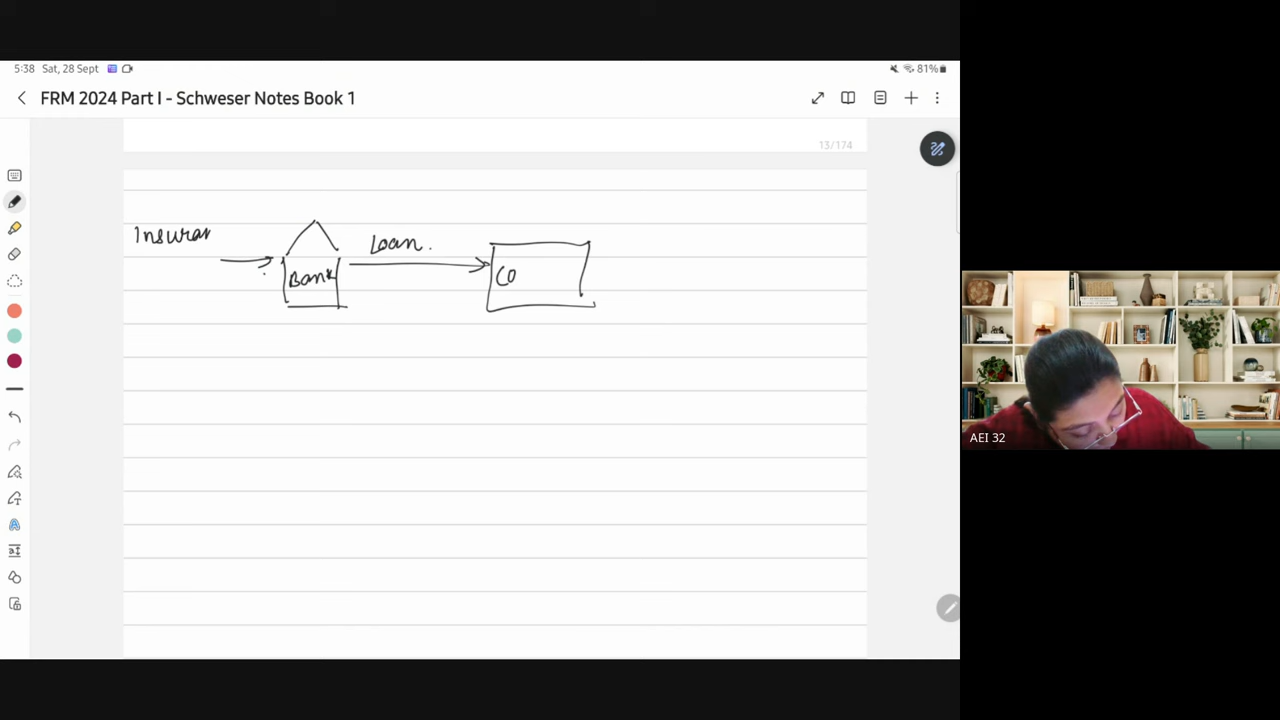 5:38 Sat, 28 Sept
81%
FRM 2024 Part I - Schweser Notes Book 1
13/174
Insuran
Loan.
Bank
CO
AEI 32